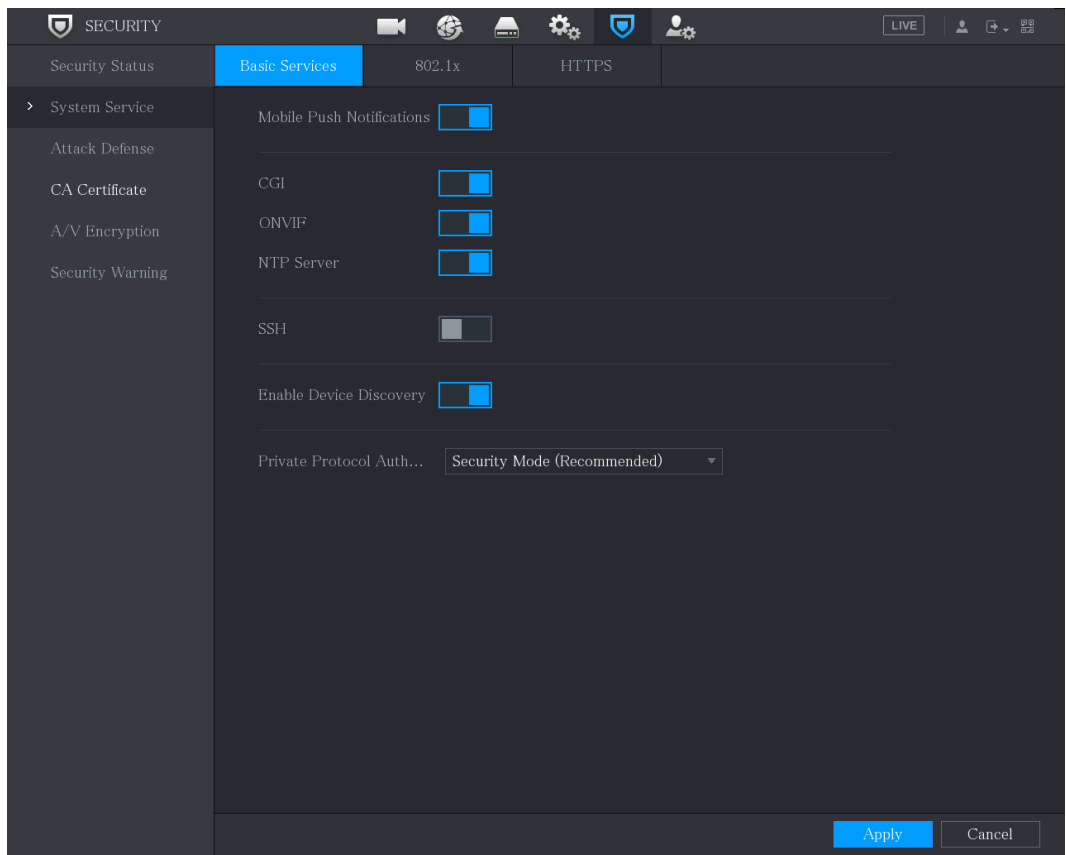 SECURITY
LIVE
Security Status
Basic Services
802.1x
HTTPS
System Service
Mobile Push Notifications
Attack Defense
CA Certificate
CGI
A/V Encryption
ONVIF
Security Warning
NTP Server
SSH
Enable Device Discovery
Private Protocol Auth...
Security Mode (Recommended)
Apply
Cancel